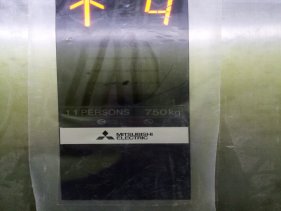 ↑ 4
11 PERSONS 750kg
MITSUBISHI
ELECTRIC